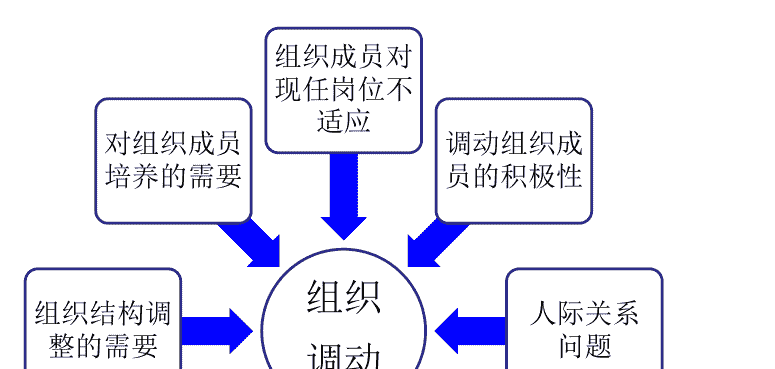 组织成员对
现任岗位不
适应
对组织成员
培养的需要
调动组织成
员的积极性
组织结构调
整的需要
组织
调动
人际关系
问题